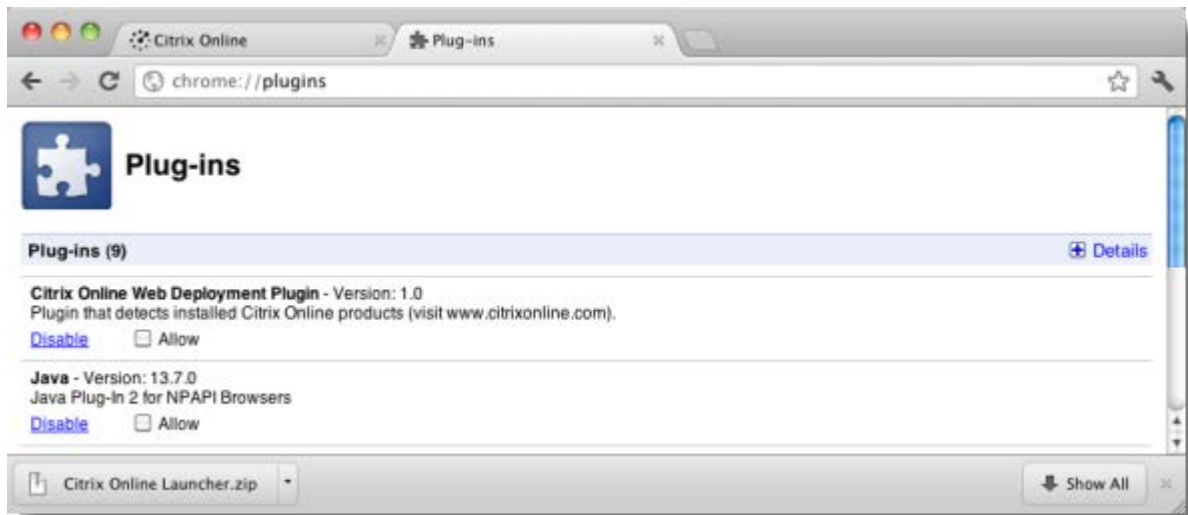 Citrix Online
Plug-ins
chrome://plugins
Plug-ins
Plug-ins (9)
Details
Citrix Online Web Deployment Plugin - Version: 1.0
Plugin that detects installed Citrix Online products (visit www.citrixonline.com).
Disable Allow
Java - Version: 13.7.0
Java Plug-In 2 for NPAPI Browsers
Disable Allow
Citrix Online Launcher.zip
Show All